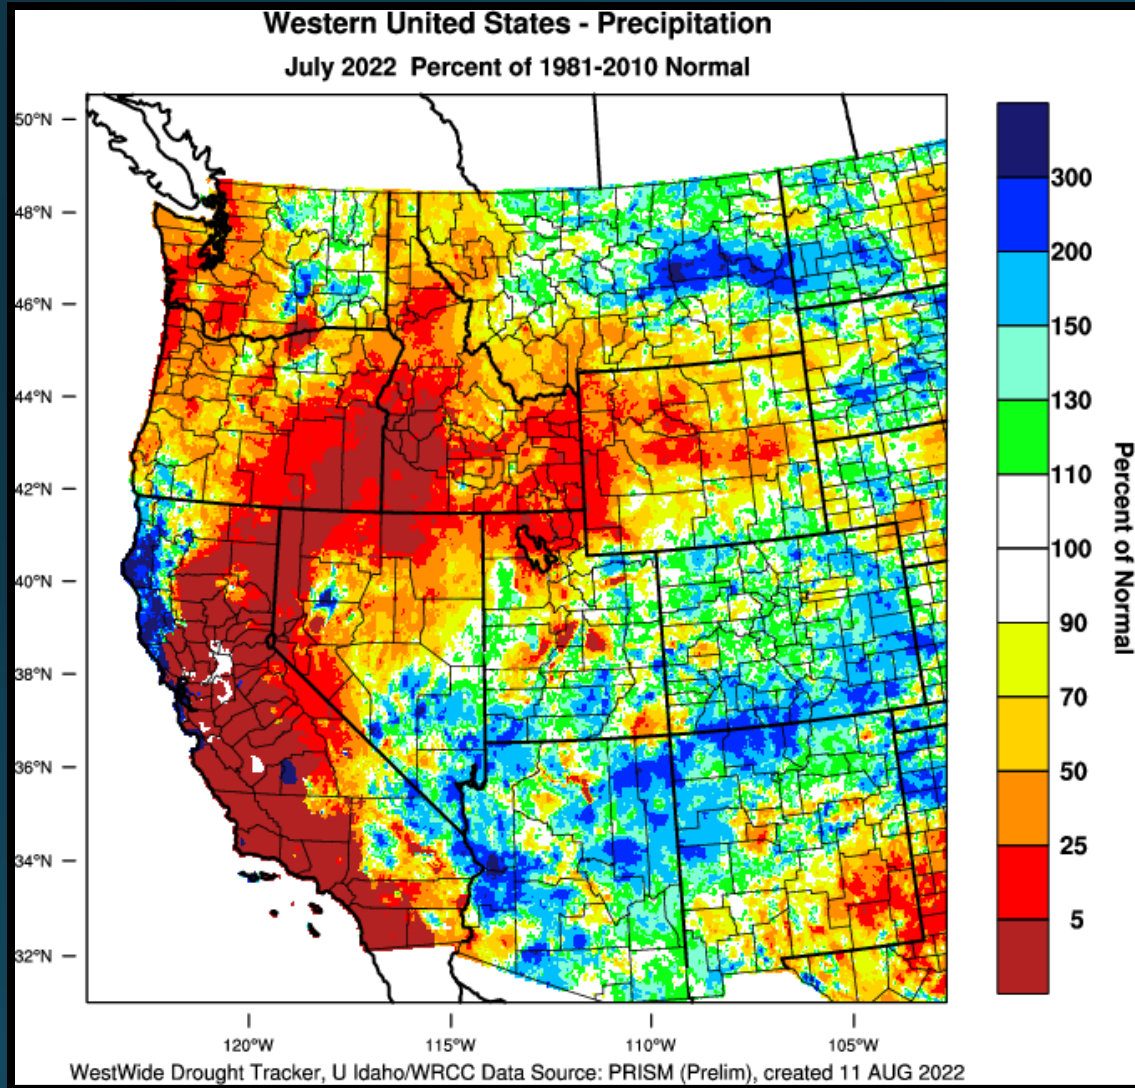 Western United States - Precipitation
July 2022 Percent of 1981-2010 Normal
50°N
48°N
46°N
44°N
42°N
40°N
38°N
36°N
34°N
32°N
120°W
115°W
110°W
105°W
300
200
150
130
110
100
90
70
50
25
5
Percent of Normal
WestWide Drought Tracker, U Idaho/WRCC Data Source: PRISM (Prelim), created 11 AUG 2022